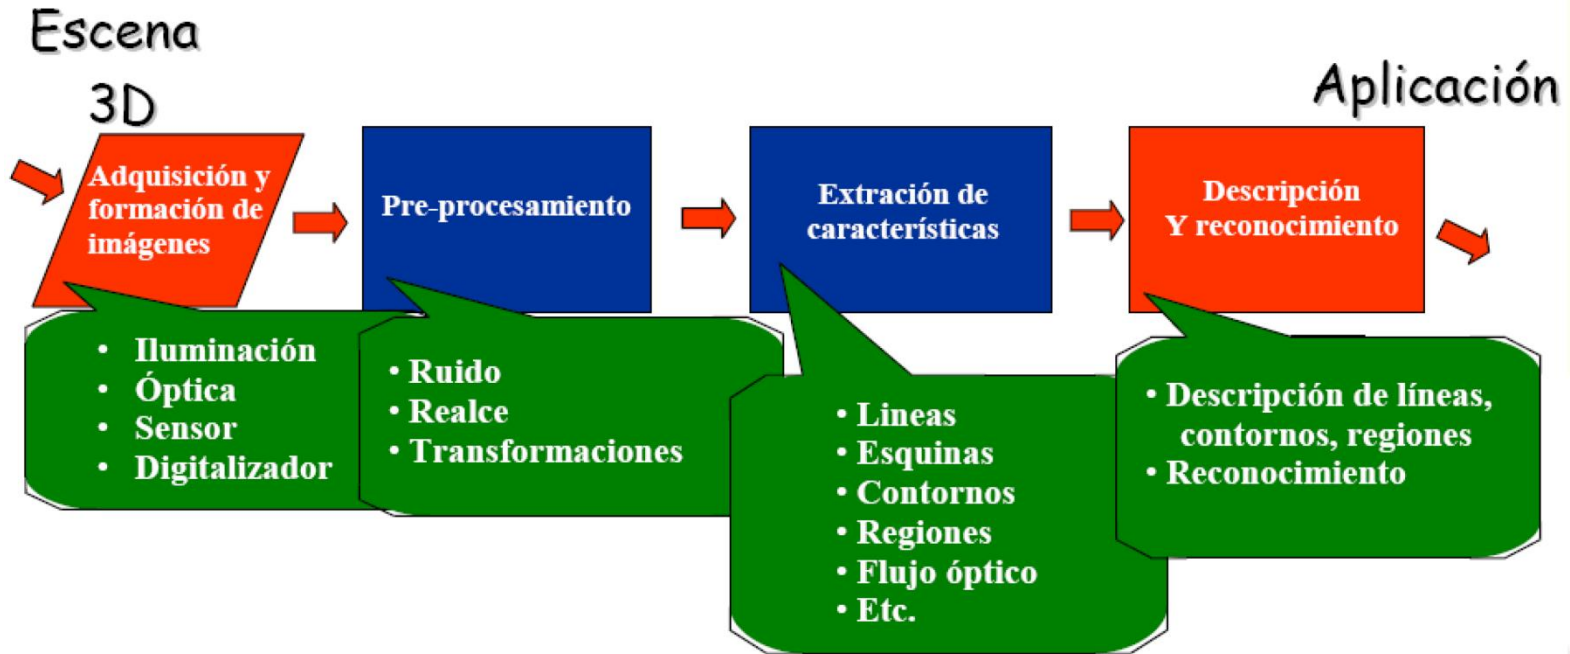 Escena
3D
Aplicación
Adquisición y
formación de
imágenes
Pre-procesamiento
Extración de
características
Descripción
Y reconocimiento
• Iluminación
• Óptica
• Sensor
• Digitalizador
• Ruido
• Realce
• Transformaciones
• Lineas
• Esquinas
• Contornos
• Regiones
• Flujo óptico
• Etc.
• Descripción de líneas,
contornos, regiones
• Reconocimiento